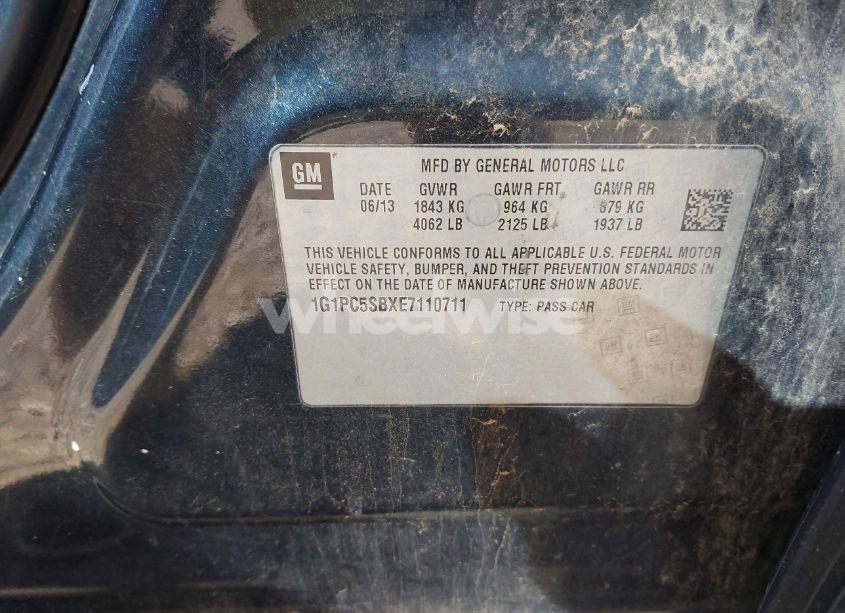 GM
MFD BY GENERAL MOTORS LLC
DATE GVWR GAWR FRT GAWR RR
06/13 1843 KG 964 KG 879 KG
4062 LB 2125 LB 1937 LB
THIS VEHICLE CONFORMS TO ALL APPLICABLE U.S. FEDERAL MOTOR
VEHICLE SAFETY, BUMPER, AND THEFT PREVENTION STANDARDS IN
EFFECT ON THE DATE OF MANUFACTURE SHOWN ABOVE.
1G1PC5SBXE7110711 TYPE: PASS CAR
wheelwise